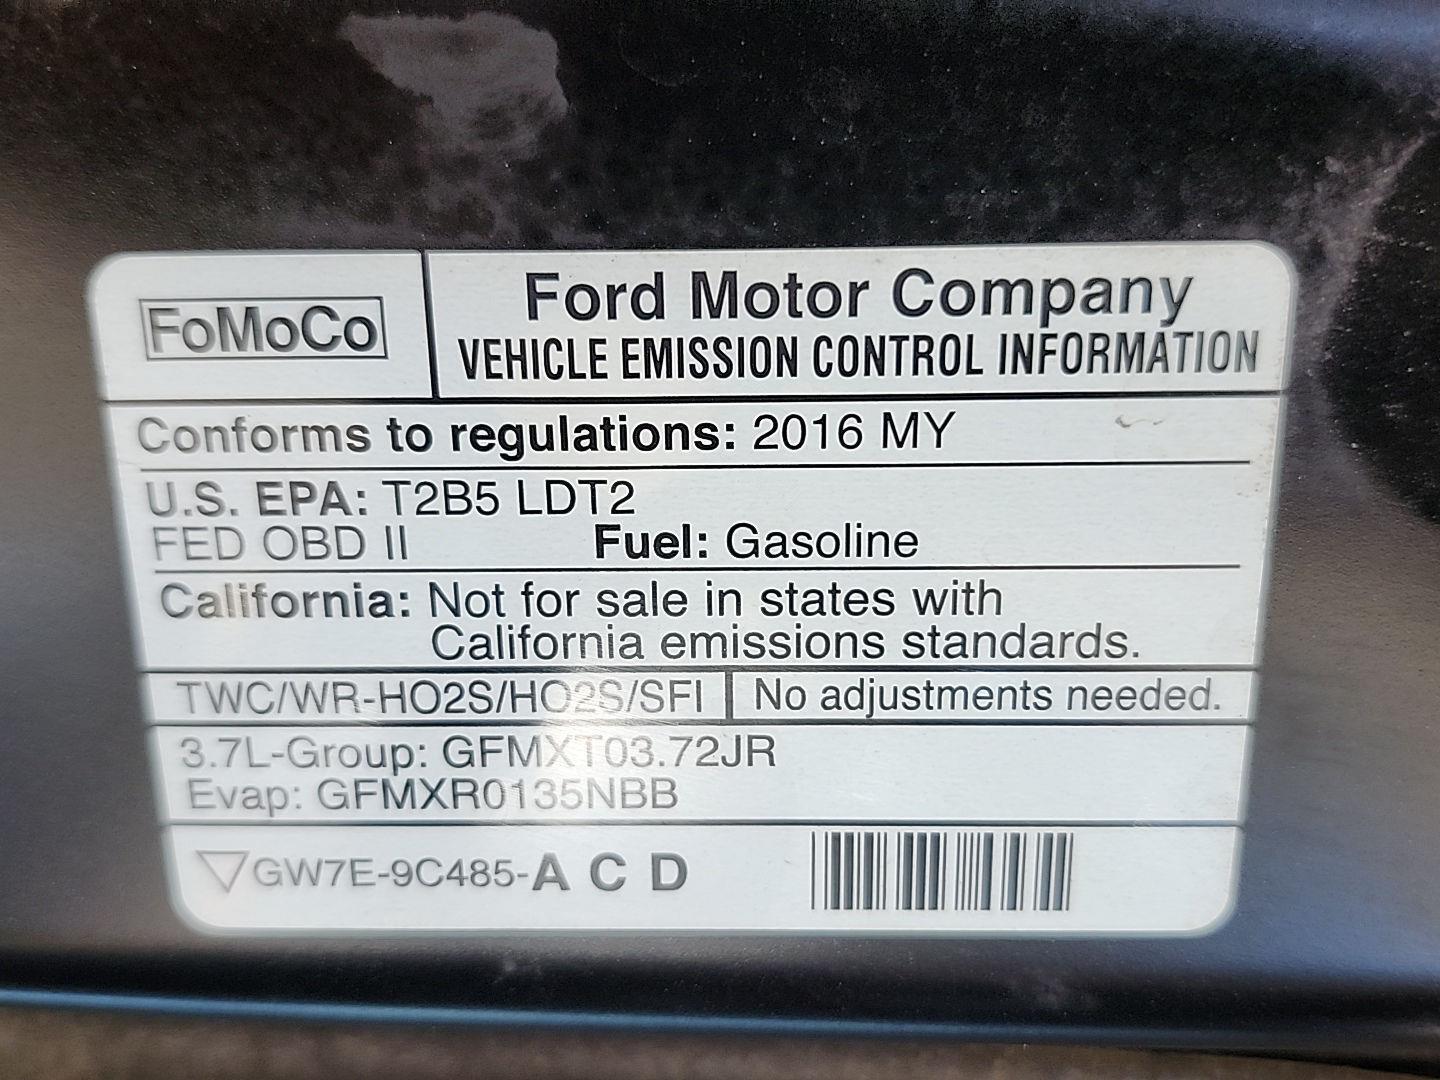 FoMoCo
Ford Motor Company
VEHICLE EMISSION CONTROL INFORMATION
Conforms to regulations: 2016 MY
U.S. EPA: T2B5 LDT2
FED OBD II Fuel: Gasoline
California: Not for sale in states with
California emissions standards.
TWC/WR-HO2S/HO2S/SFI No adjustments needed.
3.7L-Group: GFMXT03.72JR
Evap: GFMXR0135NBB
GW7E-9C485-A C D